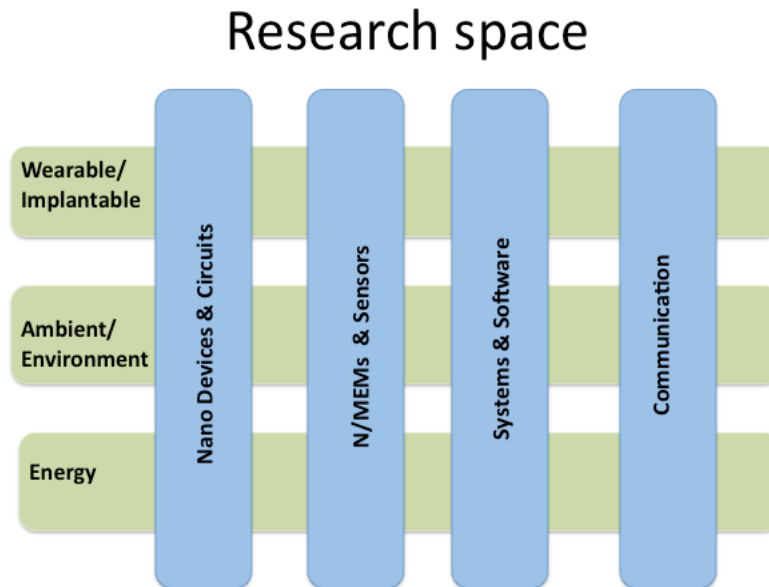 Research space
Wearable/
Implantable
Ambient/
Environment
Energy
Nano Devices & Circuits
N/MEMs & Sensors
Systems & Software
Communication